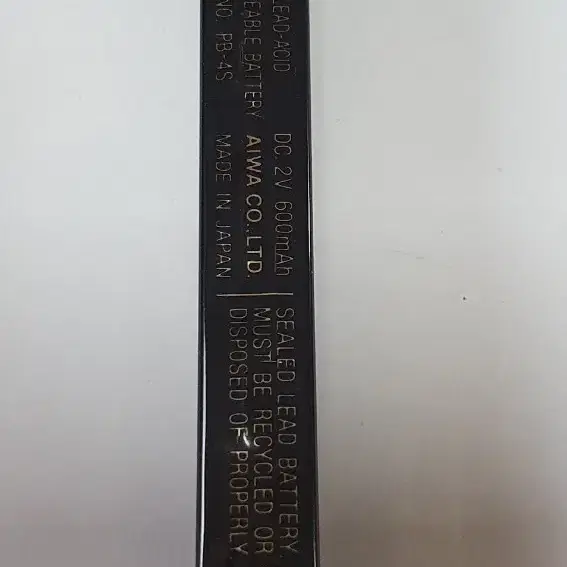 LEAD-ACID
EABLE BATTERY
NO. PB-4S
DC. 2V 600mAh
AIWA CO.,LTD.
MADE IN JAPAN
SEALED LEAD BATTERY
MUST BE RECYCLED OR
DISPOSED OF PROPERLY